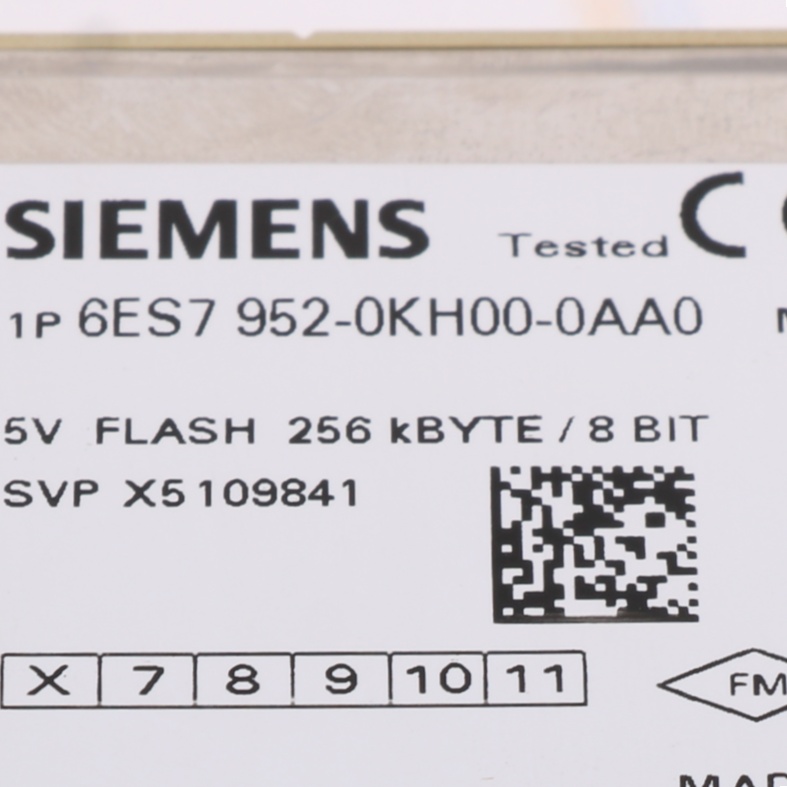 SIEMENS Tested CE
1P 6ES7 952-0KH00-0AA0
5V FLASH 256 kBYTE / 8 BIT
SVP X5109841
X 7 8 9 10 11
FM